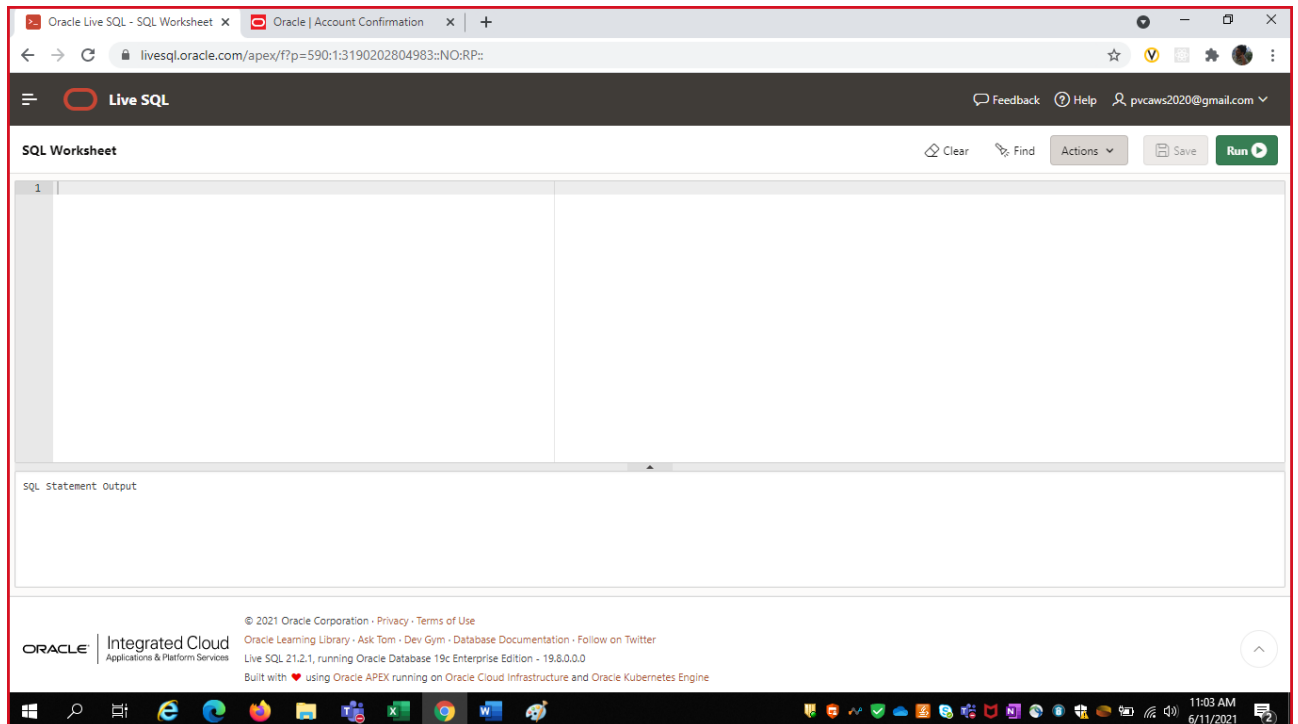 Oracle Live SQL - SQL Worksheet
Oracle | Account Confirmation
livesql.oracle.com/apex/f?p=590:1:3190202804983::NO:RP::
Live SQL
Feedback
Help
pvcaws2020@gmail.com
SQL Worksheet
Clear
Find
Actions
Save
Run
1
SQL Statement Output
© 2021 Oracle Corporation · Privacy · Terms of Use
Oracle Learning Library · Ask Tom · Dev Gym · Database Documentation · Follow on Twitter
Live SQL 21.2.1, running Oracle Database 19c Enterprise Edition - 19.8.0.0.0
Built with ❤ using Oracle APEX running on Oracle Cloud Infrastructure and Oracle Kubernetes Engine
ORACLE
Integrated Cloud
Applications & Platform Services
11:03 AM
6/11/2021
2